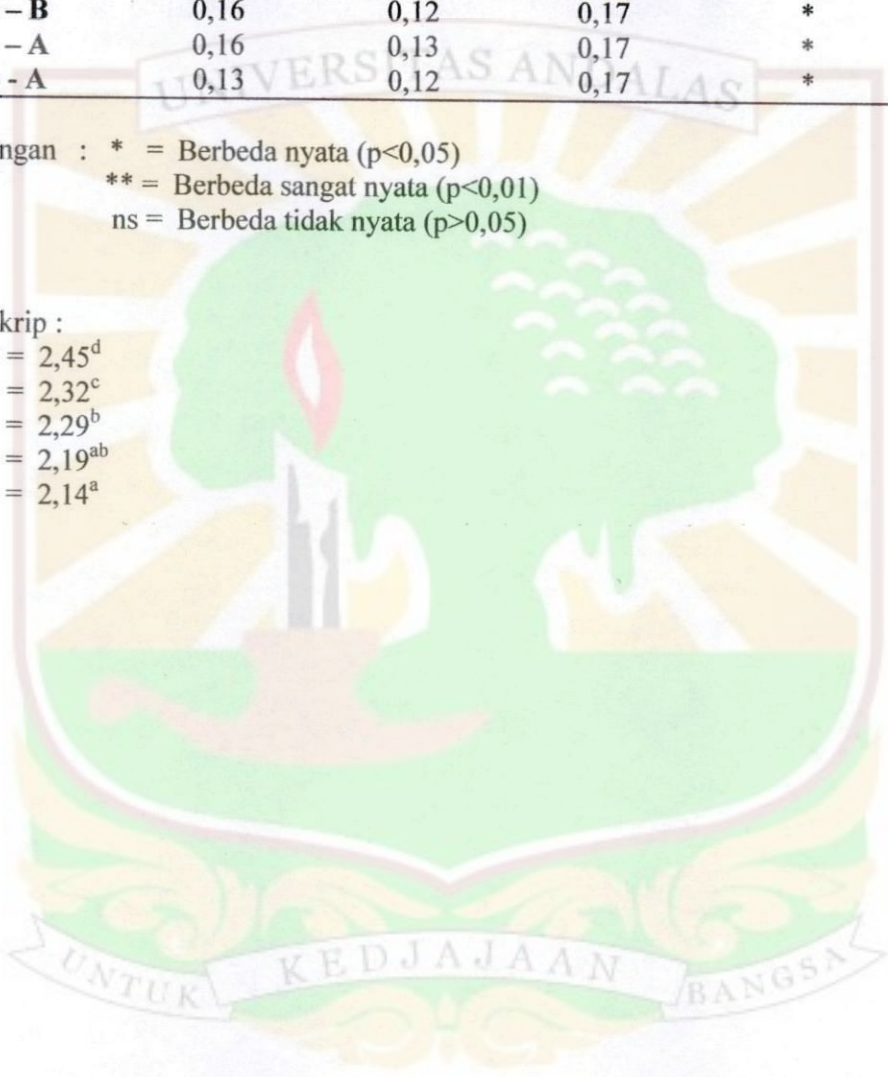 – B 0,16 0,12 0,17 *
– A 0,16 0,13 0,17 *
- A 0,13 0,12 0,17 *
UNIVERSITAS ANDALAS
ngan : * = Berbeda nyata (p<0,05)
** = Berbeda sangat nyata (p<0,01)
ns = Berbeda tidak nyata (p>0,05)
krip :
= 2,45ᵈ
= 2,32ᶜ
= 2,29ᵇ
= 2,19ᵃᵇ
= 2,14ᵃ
UNTUK KEDJAJAAN BANGSA